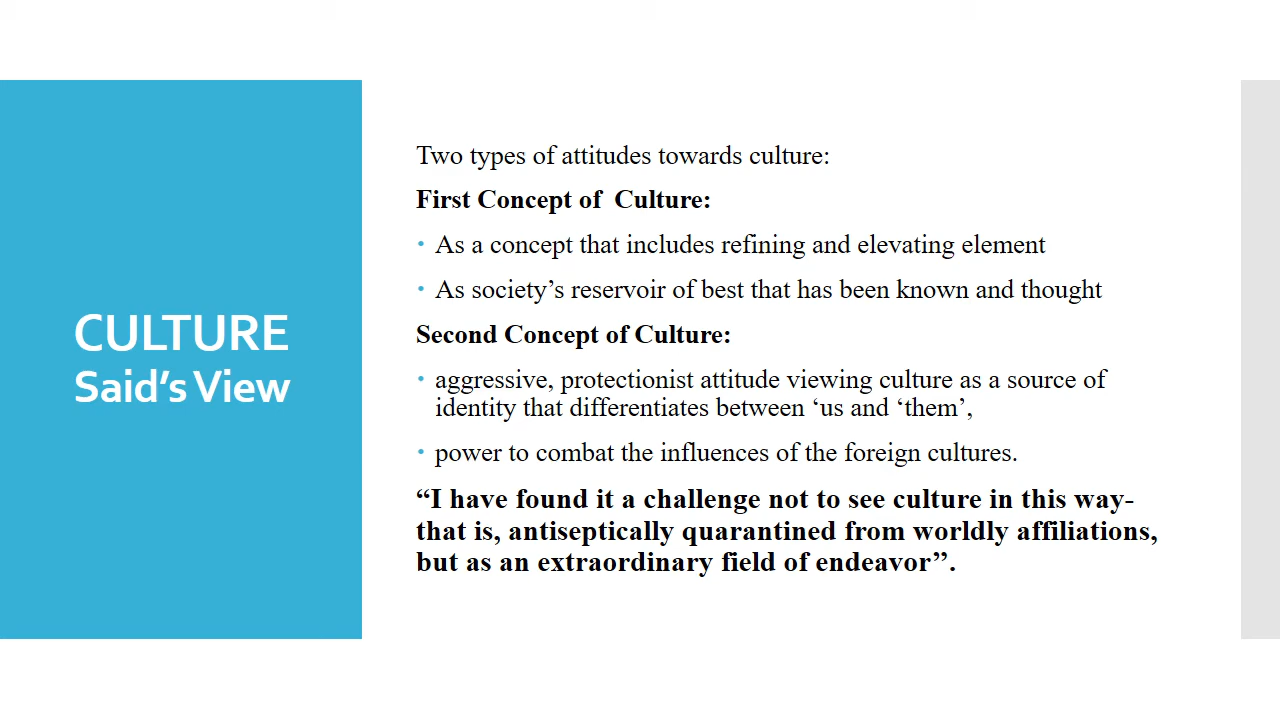 CULTURE
Said's View
Two types of attitudes towards culture:
First Concept of  Culture:
• As a concept that includes refining and elevating element
• As society’s reservoir of best that has been known and thought
Second Concept of Culture:
• aggressive, protectionist attitude viewing culture as a source of
identity that differentiates between ‘us and ‘them’,
• power to combat the influences of the foreign cultures.
“I have found it a challenge not to see culture in this way-
that is, antiseptically quarantined from worldly affiliations,
but as an extraordinary field of endeavor”.